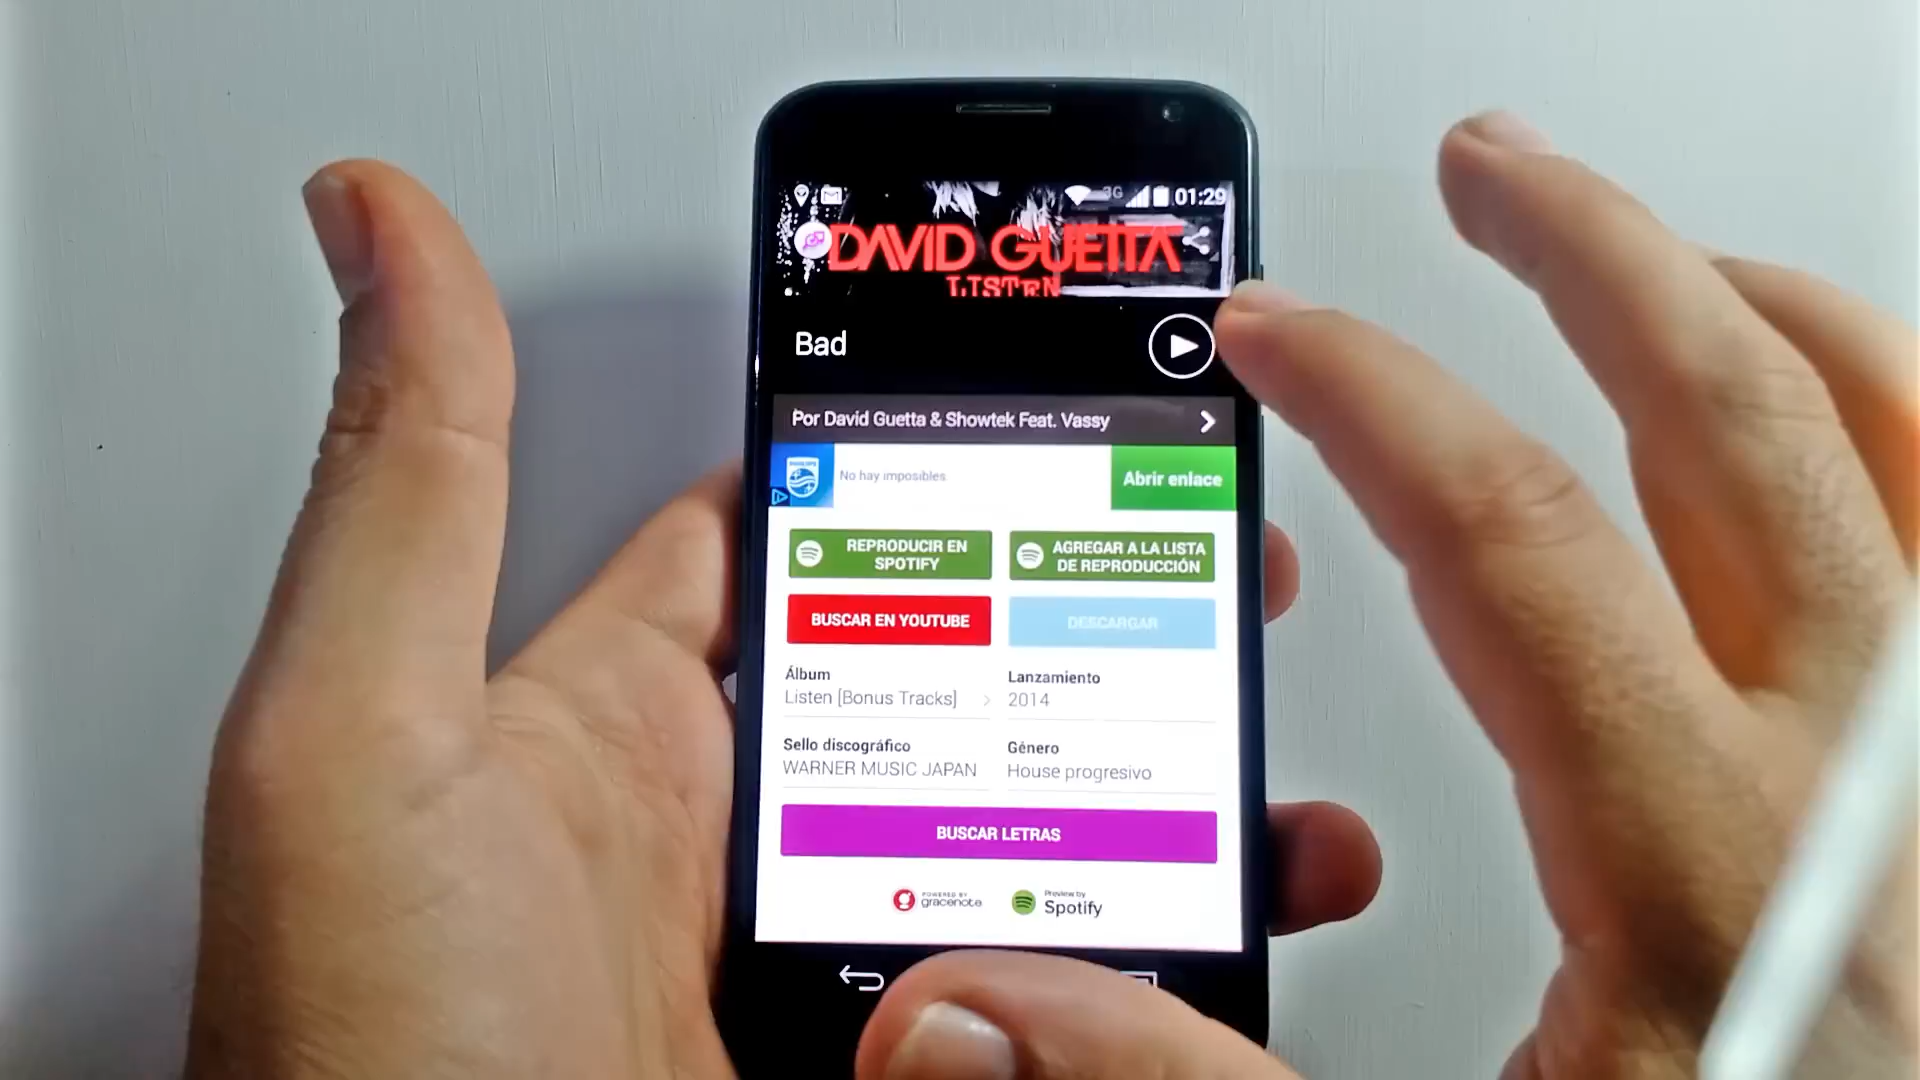 3G 01:29
DAVID GUETTA
LISTEN
Bad
Por David Guetta & Showtek Feat. Vassy
PHILIPS
No hay imposibles.
Abrir enlace
REPRODUCIR EN
SPOTIFY
AGREGAR A LA LISTA
DE REPRODUCCIÓN
BUSCAR EN YOUTUBE
DESCARGAR
Álbum
Listen [Bonus Tracks]
Lanzamiento
2014
Sello discográfico
WARNER MUSIC JAPAN
Género
House progresivo
BUSCAR LETRAS
POWERED BY
gracenote
Preview by
Spotify